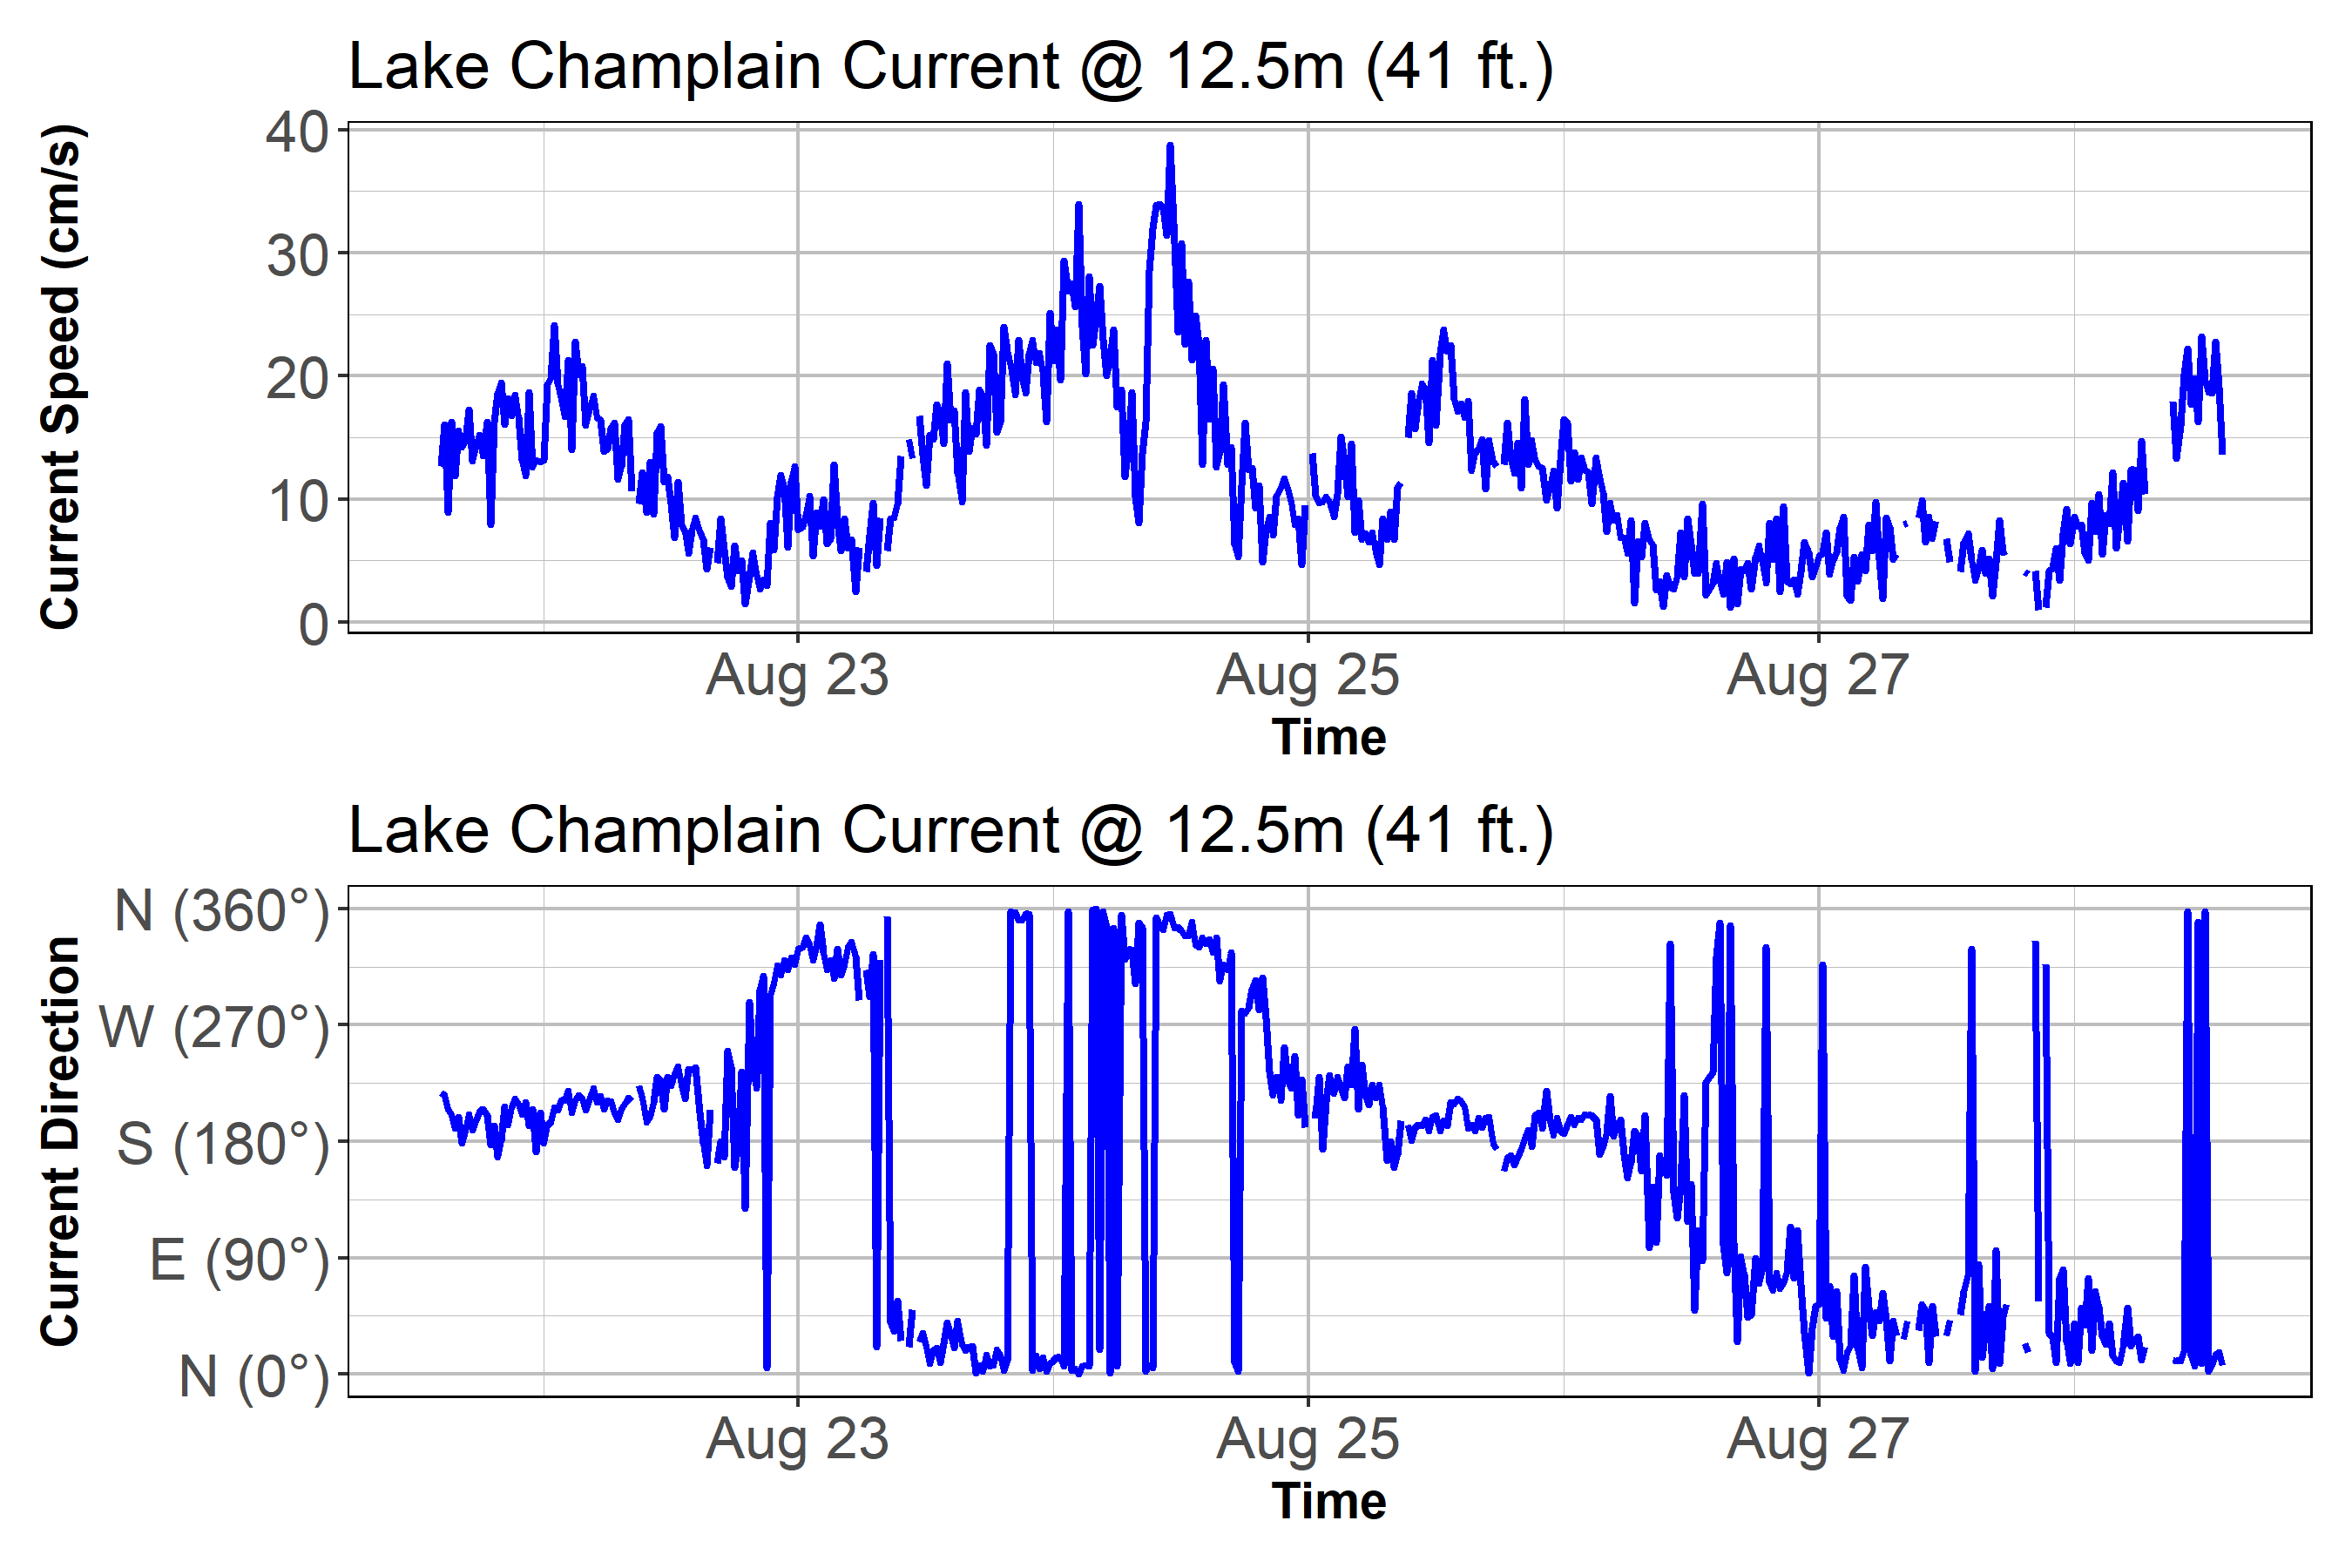 Lake Champlain Current @ 12.5m (41 ft.)
Current Speed (cm/s)
40
30
20
10
0
Aug 23 Aug 25 Aug 27
Time
Lake Champlain Current @ 12.5m (41 ft.)
Current Direction
N (360°)
W (270°)
S (180°)
E (90°)
N (0°)
Aug 23 Aug 25 Aug 27
Time